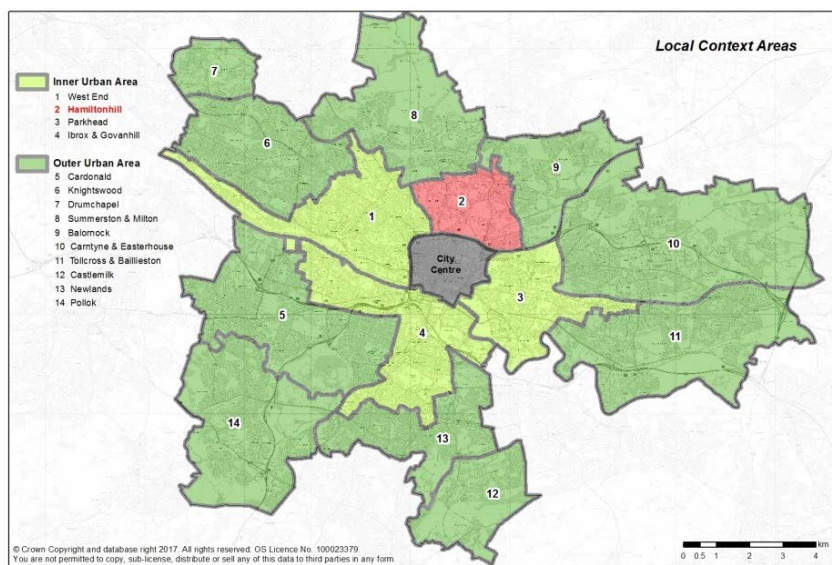 Local Context Areas
Inner Urban Area
1 West End
2 Hamiltonhill
3 Parkhead
4 Ibrox & Govanhill
Outer Urban Area
5 Cardonald
6 Knightswood
7 Drumchapel
8 Summerston & Milton
9 Balornock
10 Carntyne & Easterhouse
11 Tollcross & Baillieston
12 Castlemilk
13 Newlands
14 Pollok
7
8
6
9
2
1
10
City
Centre
3
5
4
11
14
13
12
© Crown Copyright and database right 2017. All rights reserved. OS Licence No. 100023379.
You are not permitted to copy, sub-license, distribute or sell any of this data to third parties in any form.
km
0 0.5 1 2 3 4